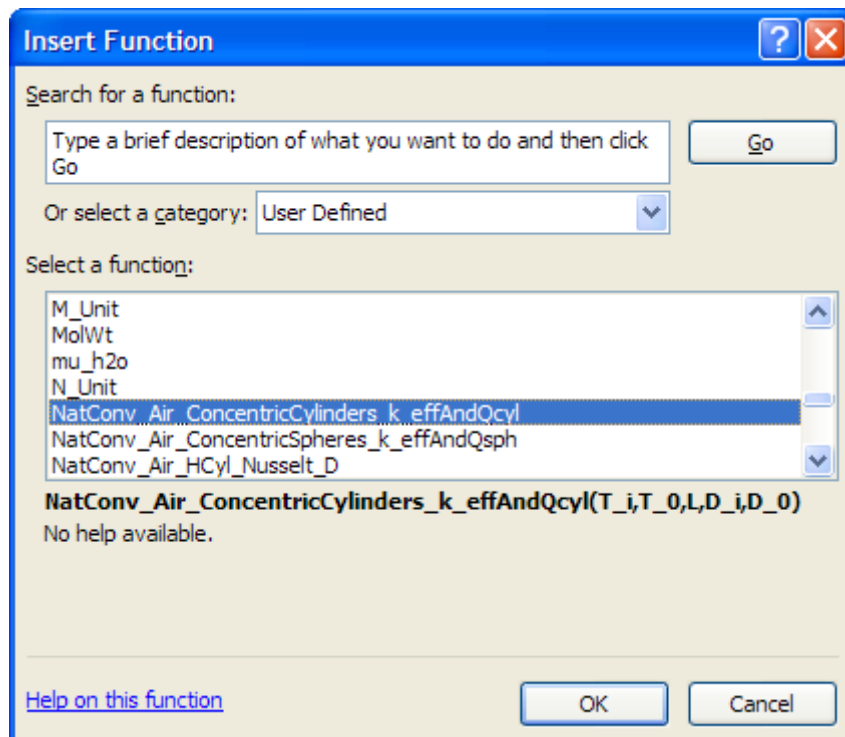 Insert Function
Search for a function:
Type a brief description of what you want to do and then click
Go
Go
Or select a category: User Defined
Select a function:
M_Unit
MolWt
mu_h2o
N_Unit
NatConv_Air_ConcentricCylinders_k_effAndQcyl
NatConv_Air_ConcentricSpheres_k_effAndQsph
NatConv_Air_HCyl_Nusselt_D
NatConv_Air_ConcentricCylinders_k_effAndQcyl(T_i,T_0,L,D_i,D_0)
No help available.
Help on this function
OK
Cancel